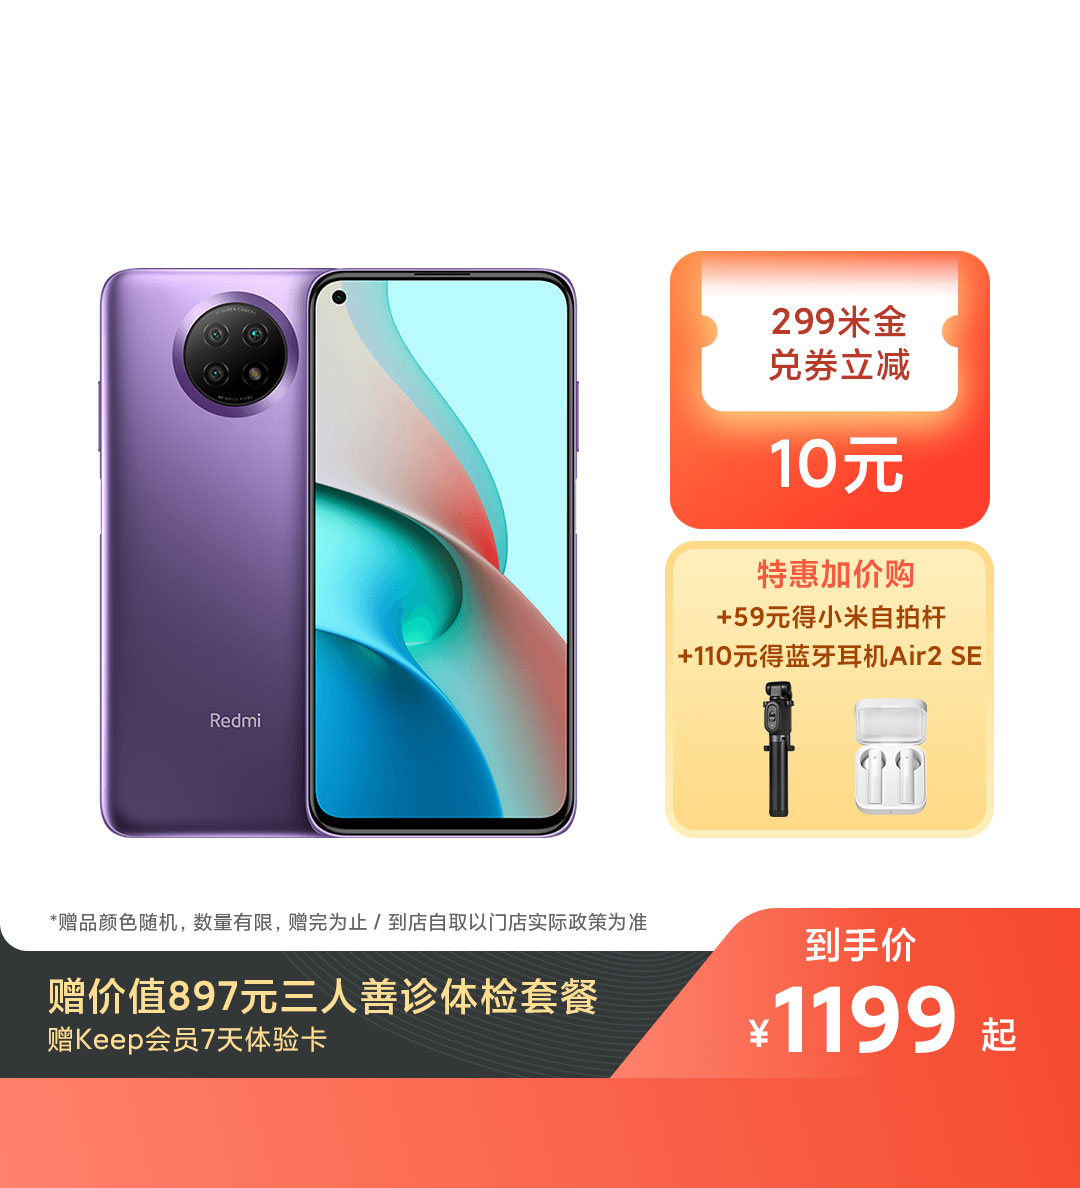 299米金
兑券立减
10元
特惠加价购
+59元得小米自拍杆
+110元得蓝牙耳机Air2 SE
Redmi
*赠品颜色随机，数量有限，赠完为止 / 到店自取以门店实际政策为准
赠价值897元三人善诊体检套餐
赠Keep会员7天体验卡
到手价
¥1199 起